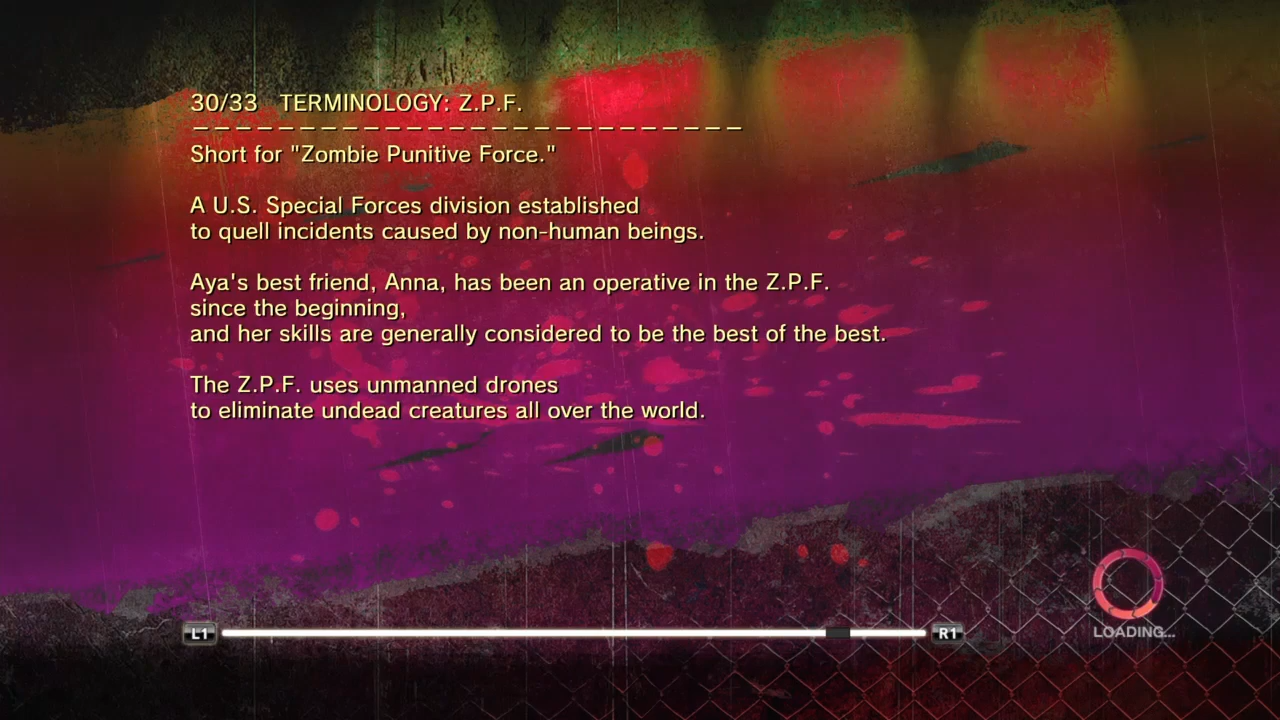 30/33 TERMINOLOGY: Z.P.F.
Short for "Zombie Punitive Force."
A U.S. Special Forces division established
to quell incidents caused by non-human beings.
Aya's best friend, Anna, has been an operative in the Z.P.F.
since the beginning,
and her skills are generally considered to be the best of the best.
The Z.P.F. uses unmanned drones
to eliminate undead creatures all over the world.
L1 R1
LOADING...